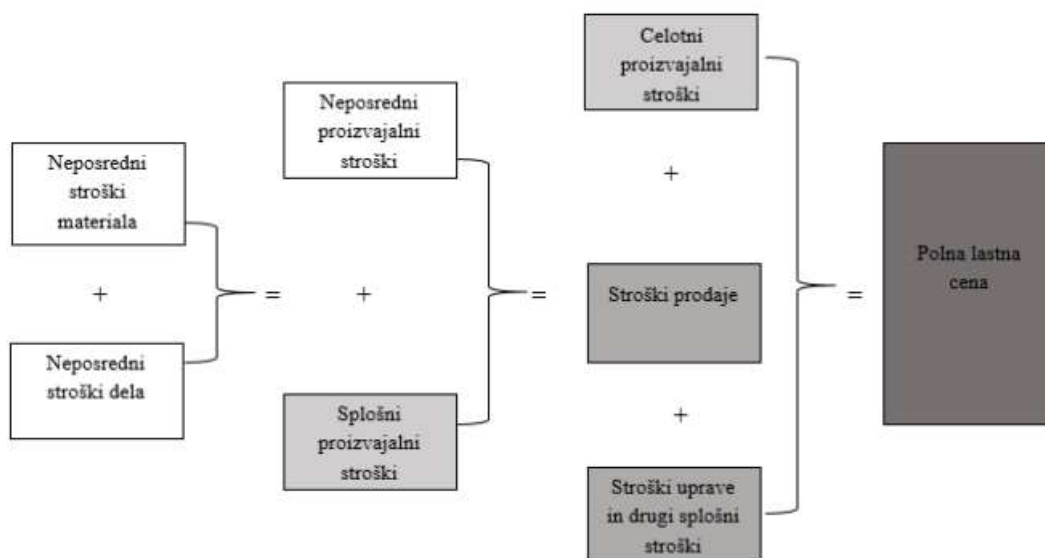 Neposredni
stroški
materiala
+
Neposredni
stroški dela
=
Neposredni
proizvajalni
stroški
+
Splošni
proizvajalni
stroški
=
Celotni
proizvajalni
stroški
+
Stroški prodaje
+
Stroški uprave
in drugi splošni
stroški
=
Polna lastna
cena